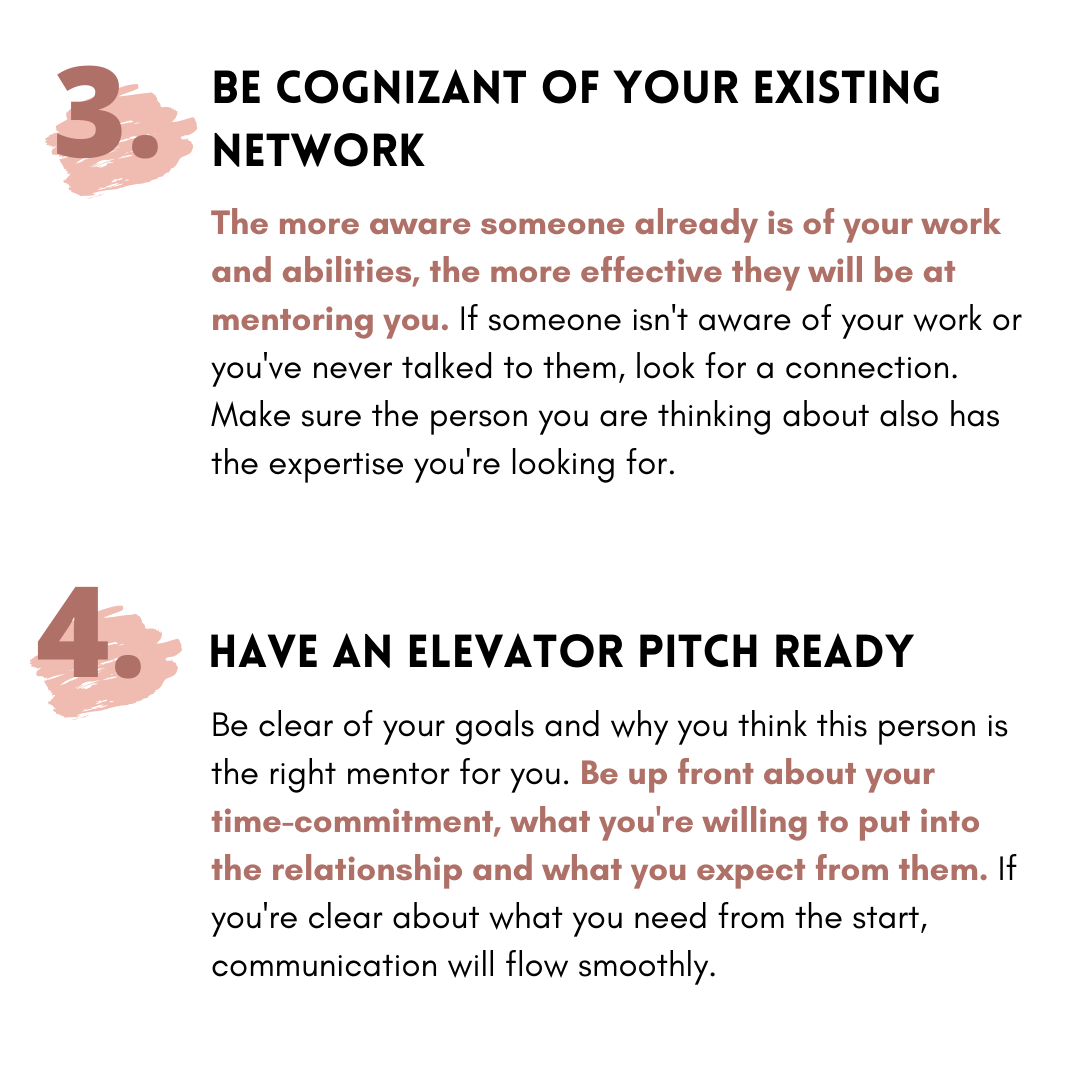 3.
BE COGNIZANT OF YOUR EXISTING
NETWORK
The more aware someone already is of your work
and abilities, the more effective they will be at
mentoring you. If someone isn't aware of your work or
you've never talked to them, look for a connection.
Make sure the person you are thinking about also has
the expertise you're looking for.
4.
HAVE AN ELEVATOR PITCH READY
Be clear of your goals and why you think this person is
the right mentor for you. Be up front about your
time-commitment, what you're willing to put into
the relationship and what you expect from them. If
you're clear about what you need from the start,
communication will flow smoothly.